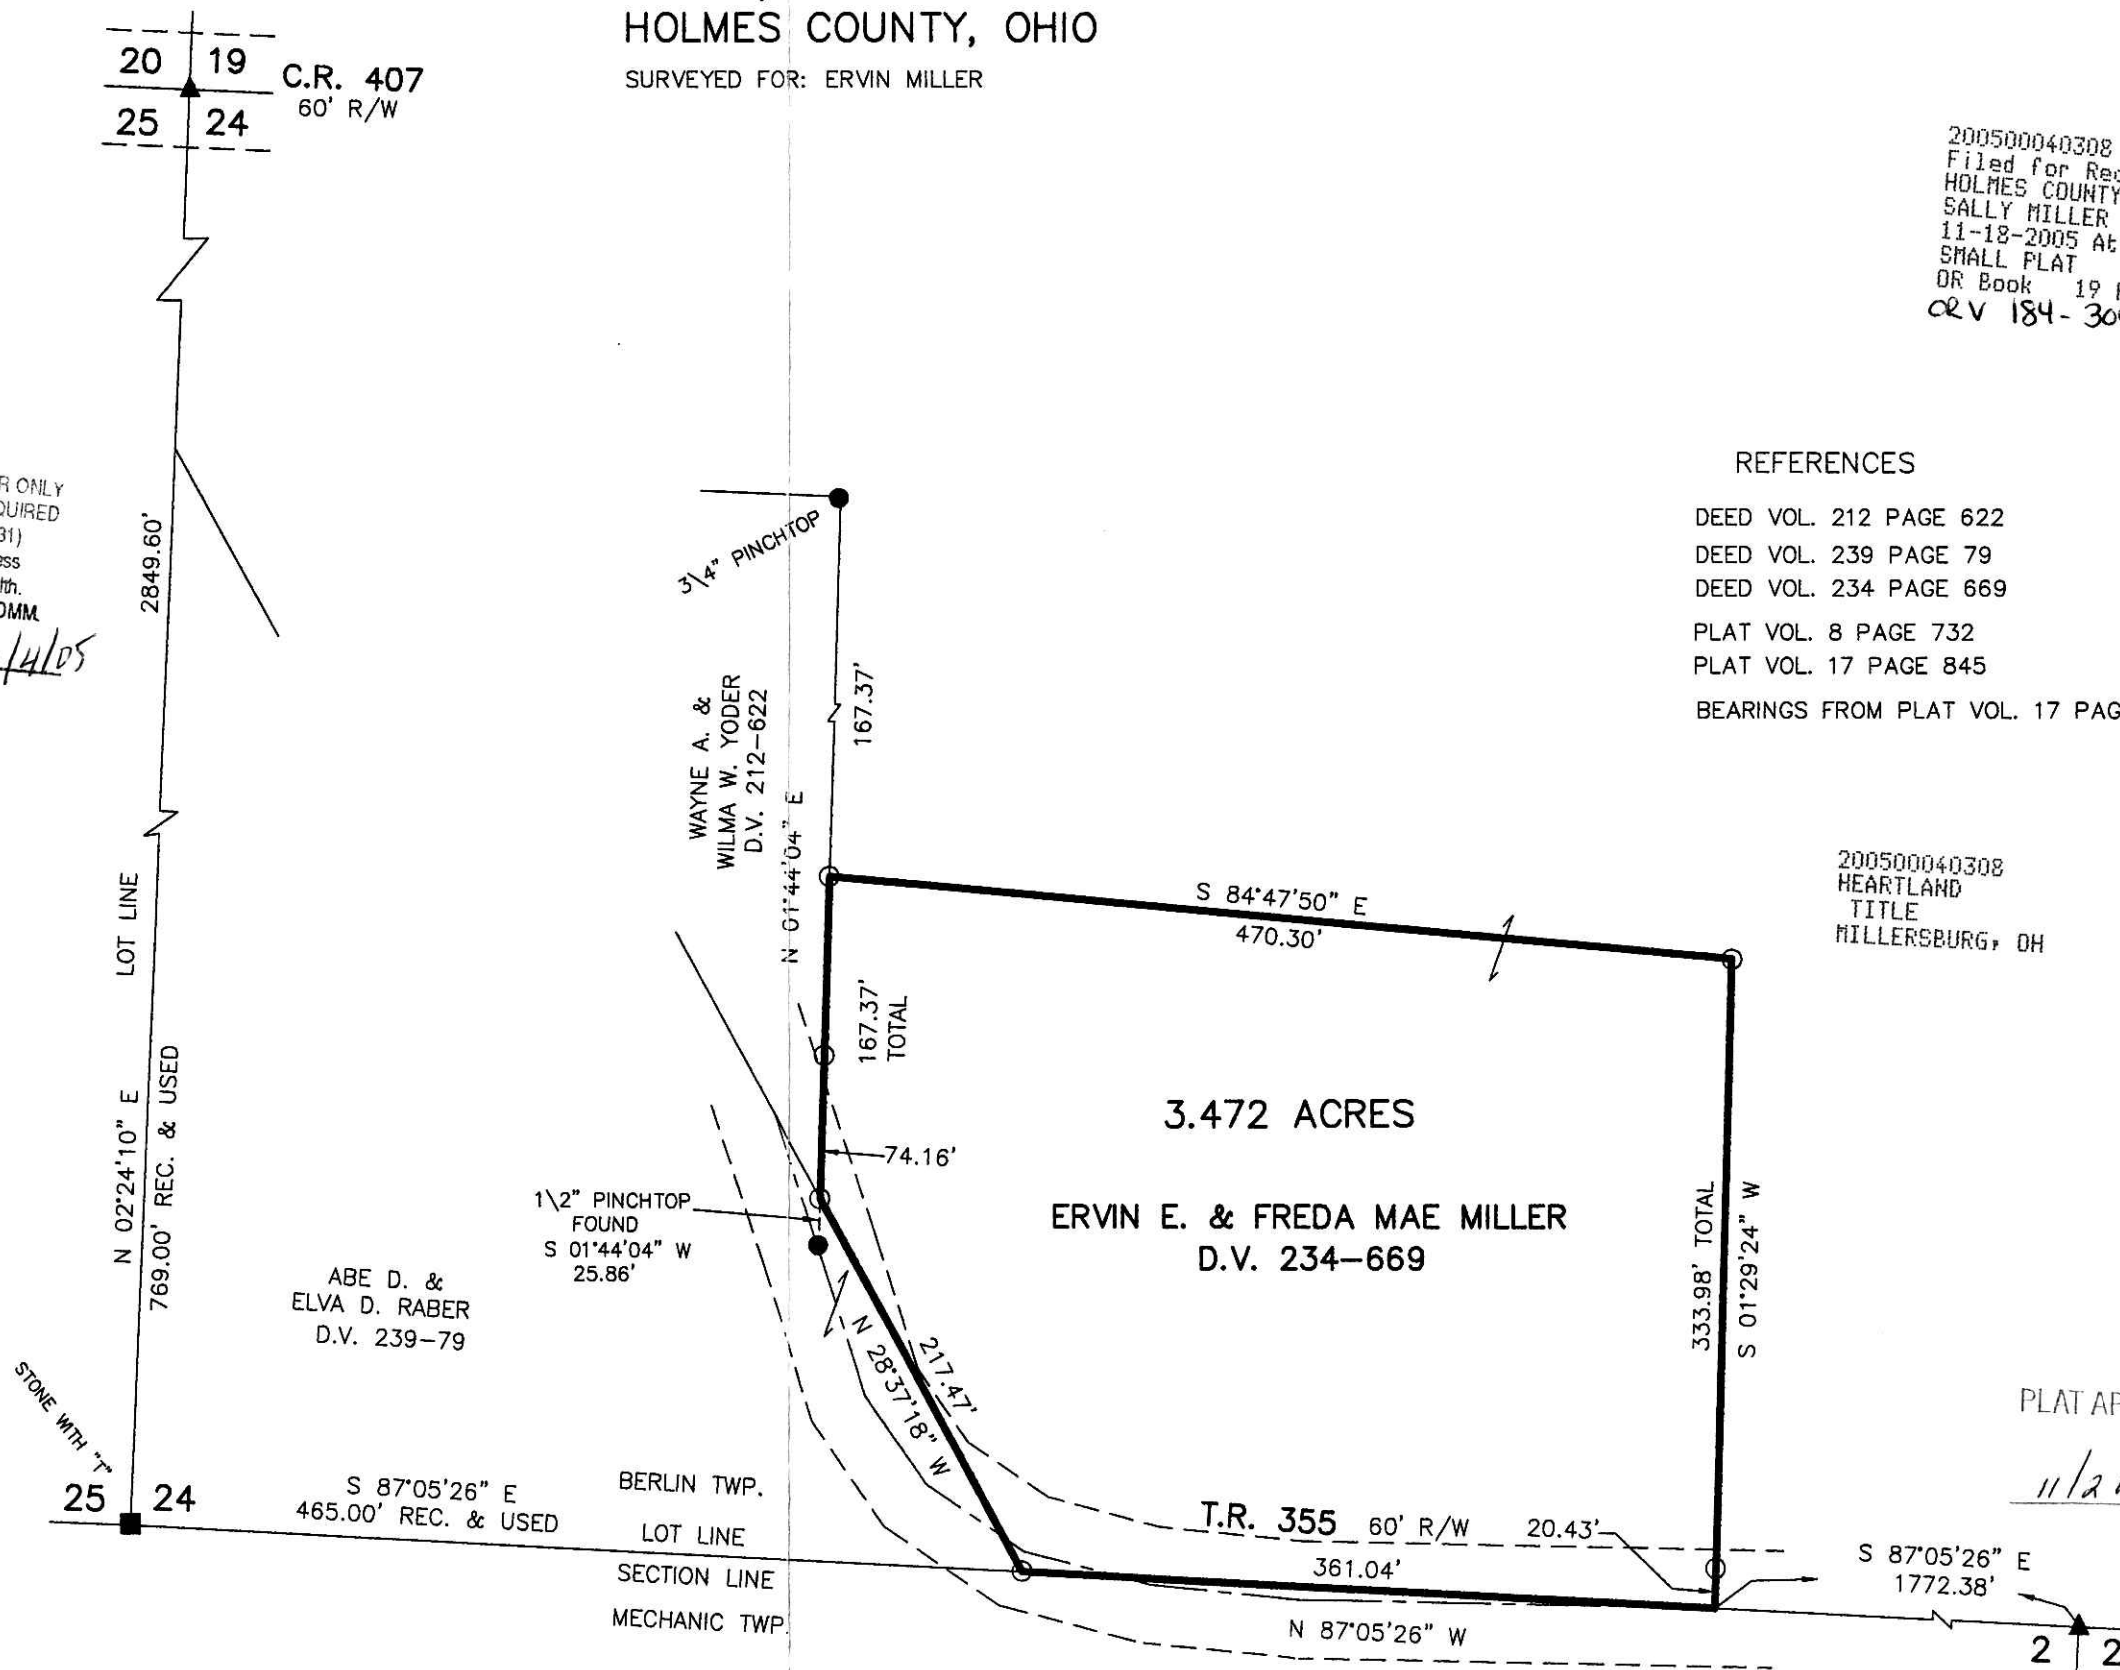 HOLMES COUNTY, OHIO
SURVEYED FOR: ERVIN MILLER
20 19
25 24
C.R. 407
60' R/W
200500040308
Filed for
HOLMES COUNTY
SALLY MILLER
11-18-2005 At
SMALL PLAT
OR Book 19
ORV 184-
R ONLY
/4/05
2849.60'
LOT LINE
N 02°24'10" E
769.00' REC. & USED
3\4" PINCHTOP
167.37'
WAYNE A. &
WILMA W. YODER
D.V. 212-622
N 01°44'04" E
REFERENCES
DEED VOL. 212 PAGE 622
DEED VOL. 239 PAGE 79
DEED VOL. 234 PAGE 669
PLAT VOL. 8 PAGE 732
PLAT VOL. 17 PAGE 845
BEARINGS FROM PLAT VOL. 17 PAG
S 84°47'50" E
470.30'
200500040308
HEARTLAND
TITLE
MILLERSBURG, OH
167.37'
TOTAL
74.16'
3.472 ACRES
ERVIN E. & FREDA MAE MILLER
D.V. 234-669
1\2" PINCHTOP
FOUND
S 01°44'04" W
25.86'
ABE D. &
ELVA D. RABER
D.V. 239-79
N 28°37'18" W
217.47'
333.98' TOTAL
S 01°29'24" W
STONE WITH "T"
25 24
S 87°05'26" E
465.00' REC. & USED
BERLIN TWP.
LOT LINE
SECTION LINE
MECHANIC TWP.
T.R. 355 60' R/W
20.43'
361.04'
N 87°05'26" W
S 87°05'26" E
1772.38'
PLAT AP
11/2
2 2